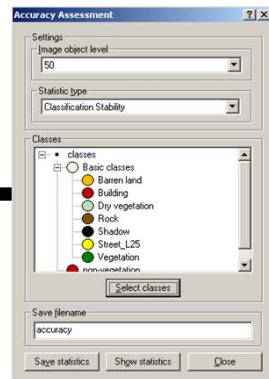 Accuracy Assessment
Settings
Image object level
50
Statistic type
Classification Stability
Classes
classes
Basic classes
Barren land
Building
Dry vegetation
Rock
Shadow
Street_L25
Vegetation
non-vegetation
Select classes
Save filename
accuracy
Save statistics Show statistics Close